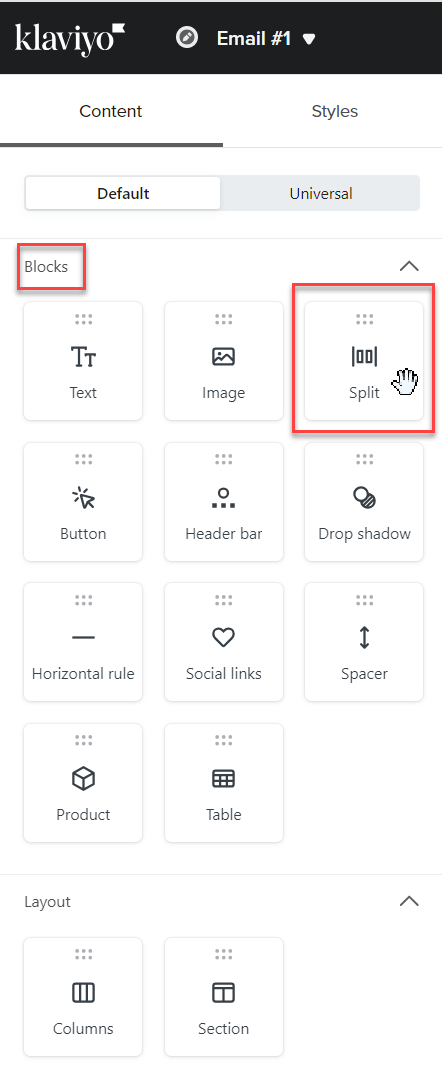 klaviyo
Email #1
Content Styles
Default Universal
Blocks
Text Image Split
Button Header bar Drop shadow
Horizontal rule Social links Spacer
Product Table
Layout
Columns Section